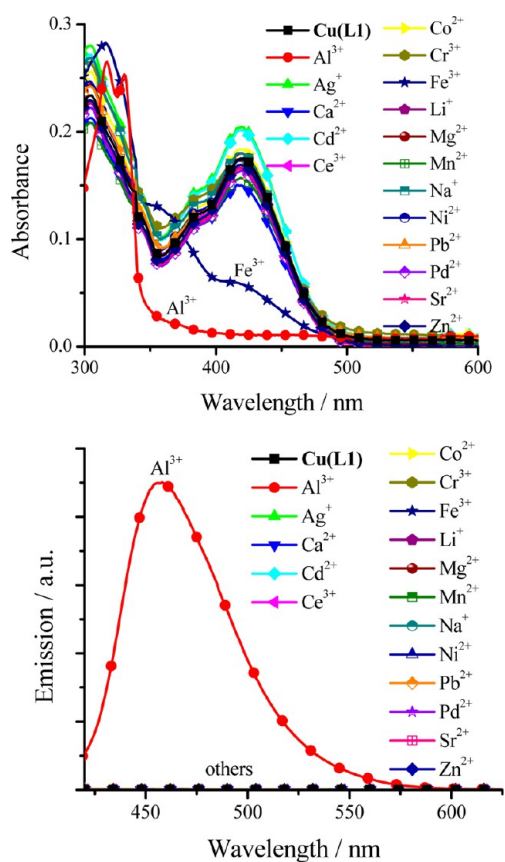 0.3
0.2
0.1
0.0
Absorbance
Cu(L1)
Al³⁺
Ag⁺
Ca²⁺
Cd²⁺
Ce³⁺
Co²⁺
Cr³⁺
Fe³⁺
Li⁺
Mg²⁺
Mn²⁺
Na⁺
Ni²⁺
Pb²⁺
Pd²⁺
Sr²⁺
Zn²⁺
Fe³⁺
Al³⁺
300 400 500 600
Wavelength / nm
Emission / a.u.
Al³⁺
Cu(L1)
Al³⁺
Ag⁺
Ca²⁺
Cd²⁺
Ce³⁺
Co²⁺
Cr³⁺
Fe³⁺
Li⁺
Mg²⁺
Mn²⁺
Na⁺
Ni²⁺
Pb²⁺
Pd²⁺
Sr²⁺
Zn²⁺
others
450 500 550 600
Wavelength / nm